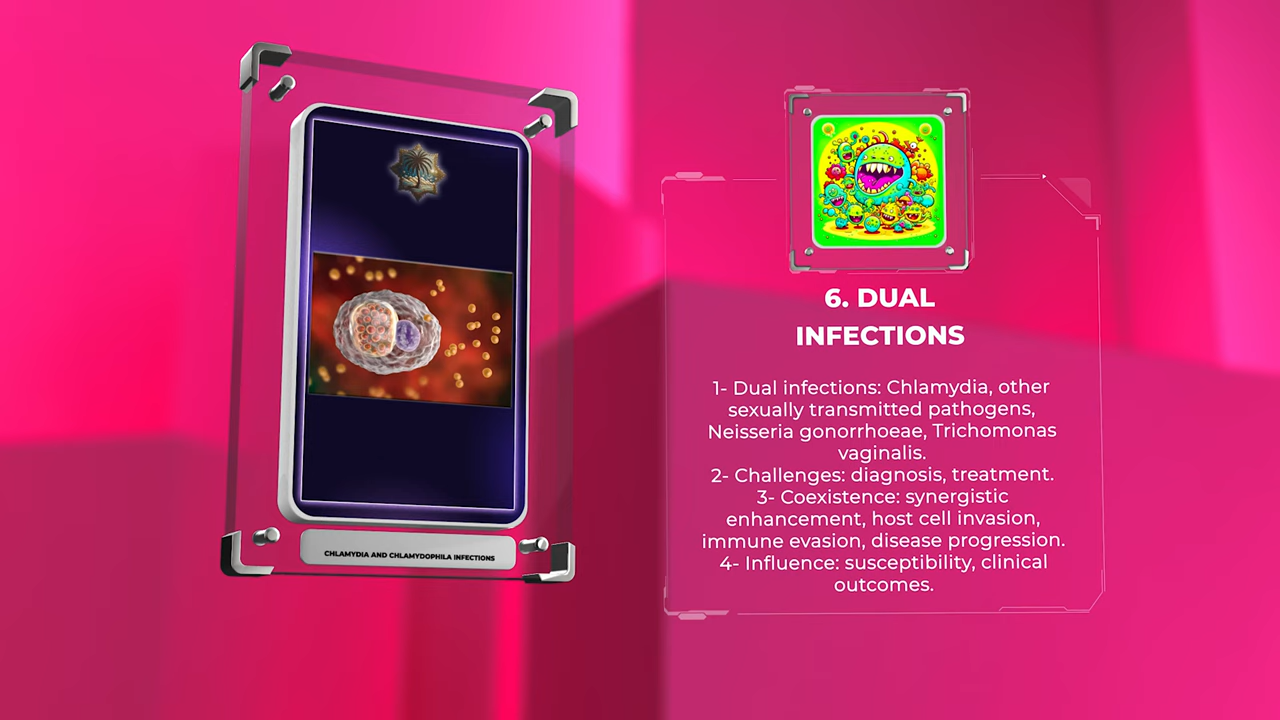 CHLAMYDIA AND CHLAMYDOPHILA INFECTIONS
6. DUAL
INFECTIONS
1- Dual infections: Chlamydia, other
sexually transmitted pathogens,
Neisseria gonorrhoeae, Trichomonas
vaginalis.
2- Challenges: diagnosis, treatment.
3- Coexistence: synergistic
enhancement, host cell invasion,
immune evasion, disease progression.
4- Influence: susceptibility, clinical
outcomes.